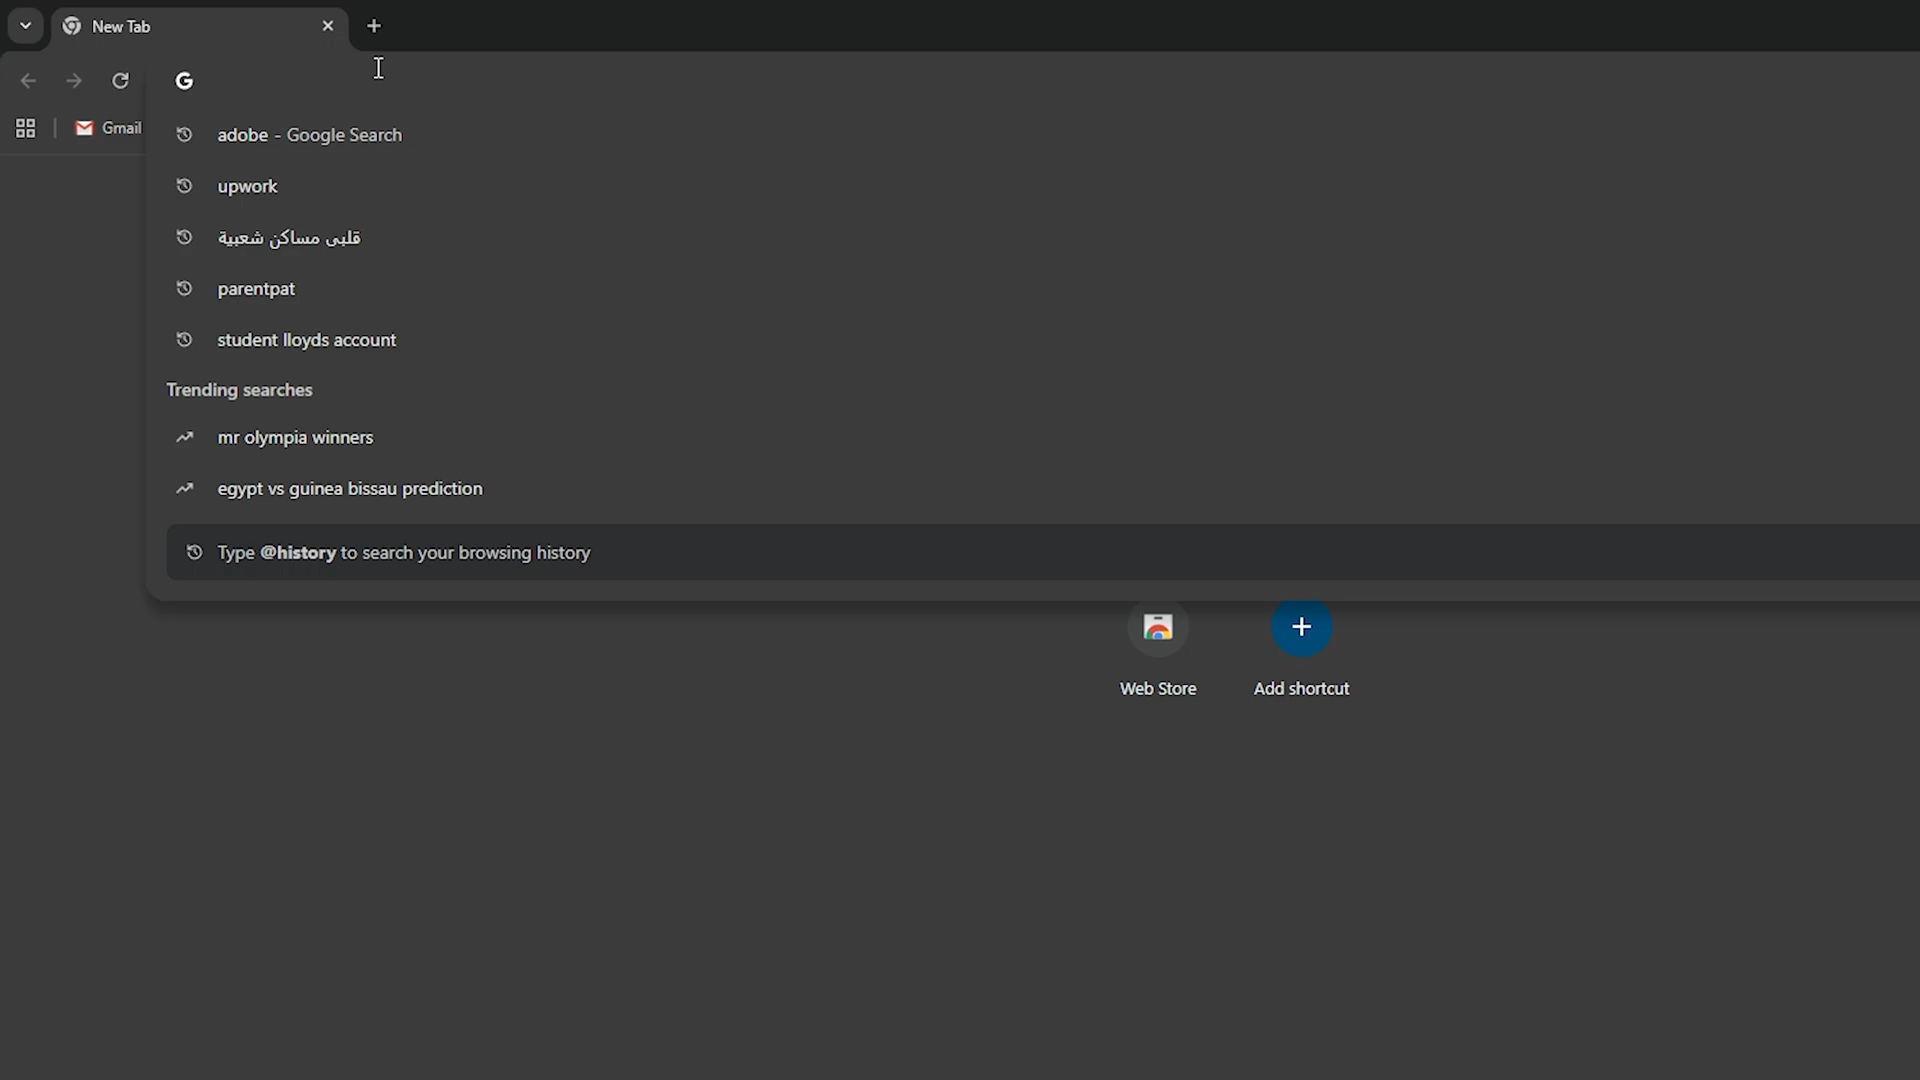 New Tab
Gmail
adobe - Google Search
upwork
قلبى مساكن شعبية
parentpat
student lloyds account
Trending searches
mr olympia winners
egypt vs guinea bissau prediction
Type @history to search your browsing history
Web Store
Add shortcut